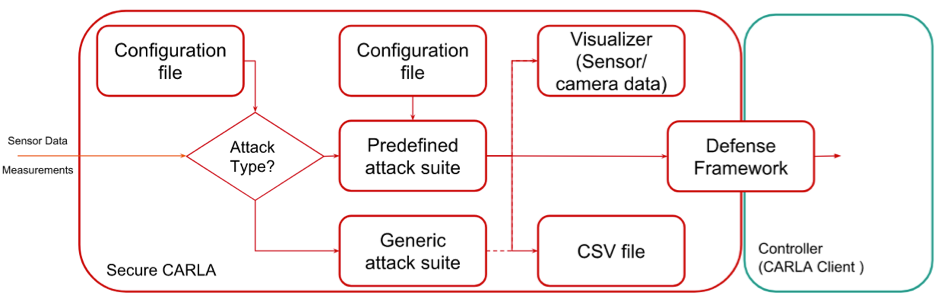 Configuration
file
Configuration
file
Visualizer
(Sensor/
camera data)
Sensor Data
Measurements
Attack
Type?
Predefined
attack suite
Defense
Framework
Generic
attack suite
CSV file
Secure CARLA
Controller
(CARLA Client )